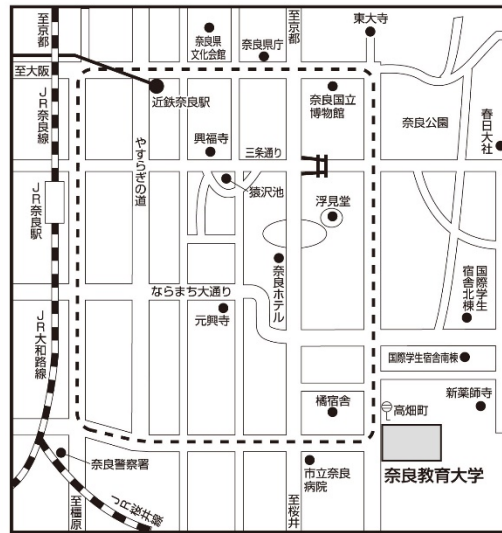 至京都
至京都
東大寺
奈良県
文化会館
奈良県庁
至大阪
近鉄奈良駅
奈良国立
博物館
奈良公園
春日大社
JR奈良線
やすらぎの道
興福寺
三条通り
猿沢池
浮見堂
JR奈良駅
奈良ホテル
国際学生
宿舎北棟
ならまち大通り
元興寺
JR大和路線
国際学生宿舎南棟
橘宿舎
高畑町
新薬師寺
奈良警察署
市立奈良
病院
奈良教育大学
至橿原
JR桜井線
至桜井